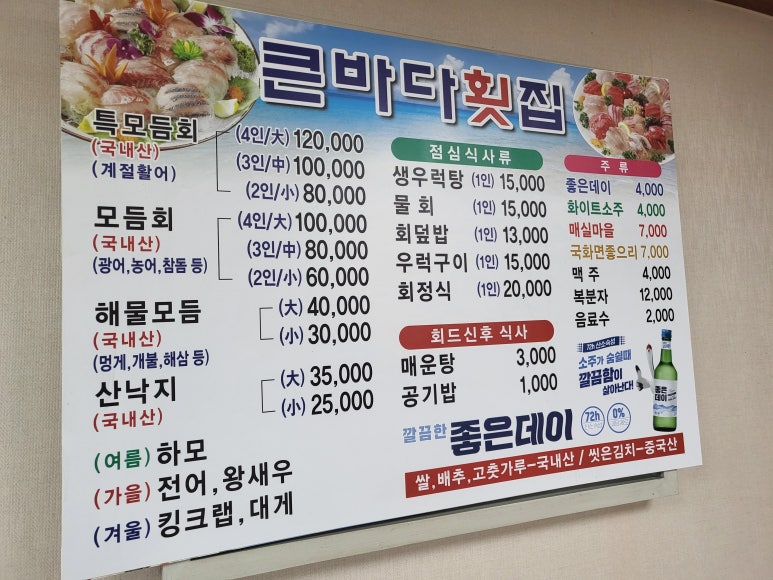 큰바다횟집
특모듬회 (4인/大) 120,000
(국내산) (3인/中) 100,000
(계절활어) (2인/小) 80,000
모듬회 (4인/大) 100,000
(국내산) (3인/中) 80,000
(광어,농어,참돔 등) (2인/小) 60,000
해물모듬 (大) 40,000
(국내산) (小) 30,000
(멍게,개불,해삼 등)
산낙지 (大) 35,000
(국내산) (小) 25,000
(여름) 하모
(가을) 전어,왕새우
(겨울) 킹크랩,대게
점심식사류
생우럭탕 (1인) 15,000
물 회 (1인) 15,000
회덮밥 (1인) 13,000
우럭구이 (1인) 15,000
회정식 (1인) 20,000
회드신후 식사
매운탕 3,000
공기밥 1,000
주 류
좋은데이 4,000
화이트소주 4,000
매실마을 7,000
국화면좋으리 7,000
맥 주 4,000
복분자 12,000
음료수 2,000
72h 산소숙성
소주가 숨쉴때
깔끔함이
살아난다!
좋은
데이
깔끔한 좋은데이
72h
0%
쌀,배추,고춧가루-국내산 / 씻은김치-중국산